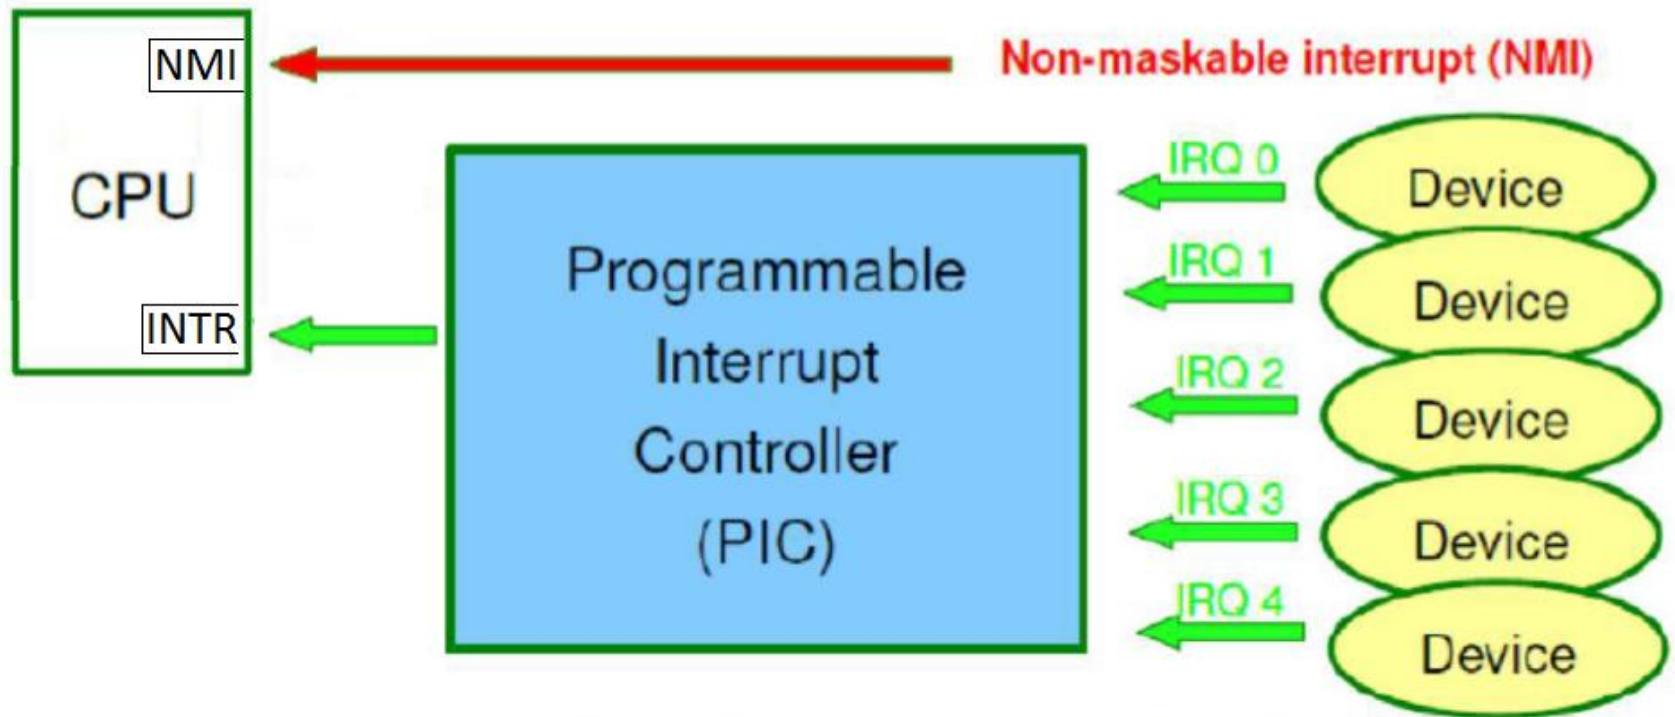 NMI
Non-maskable interrupt (NMI)
CPU
INTR
Programmable
Interrupt
Controller
(PIC)
IRQ 0
Device
IRQ 1
Device
IRQ 2
Device
IRQ 3
Device
IRQ 4
Device